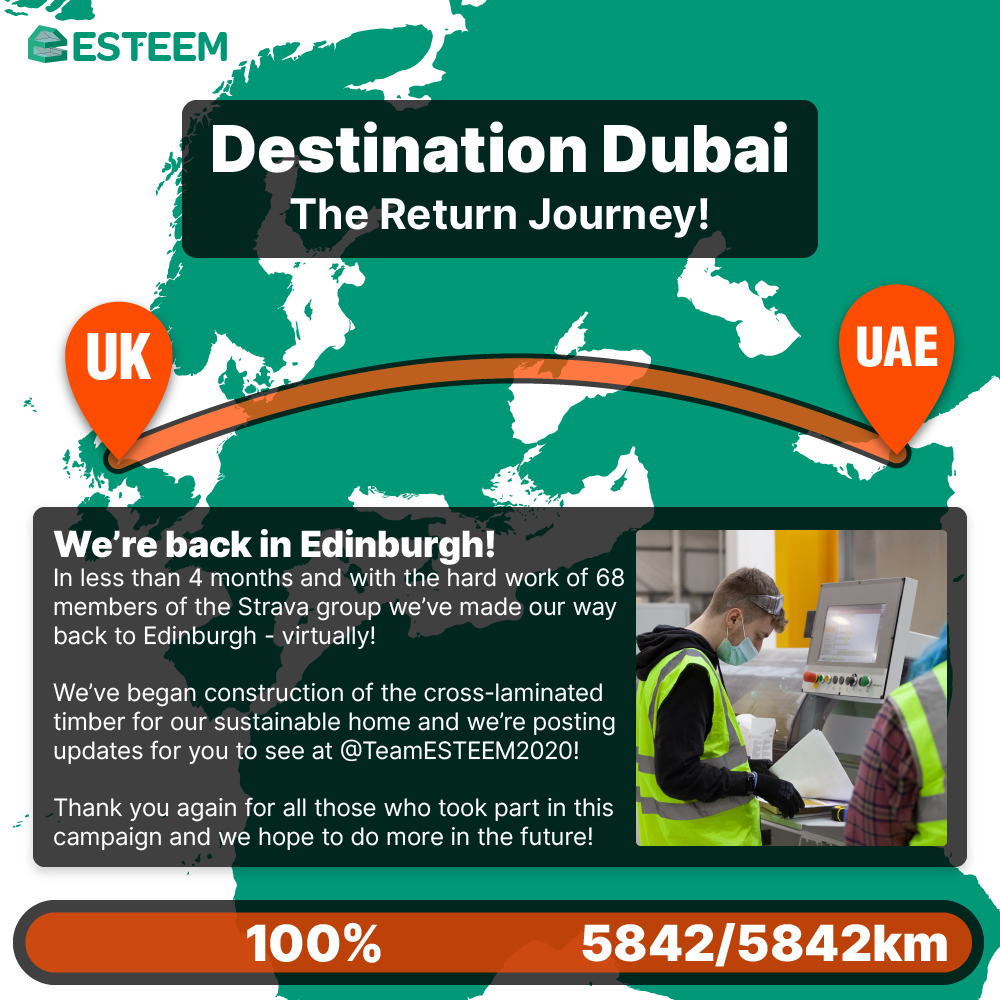 ESTEEM
Destination Dubai
The Return Journey!
UK
UAE
We're back in Edinburgh!
In less than 4 months and with the hard work of 68
members of the Strava group we've made our way
back to Edinburgh - virtually!
We've began construction of the cross-laminated
timber for our sustainable home and we're posting
updates for you to see at @TeamESTEEM2020!
Thank you again for all those who took part in this
campaign and we hope to do more in the future!
100%
5842/5842km